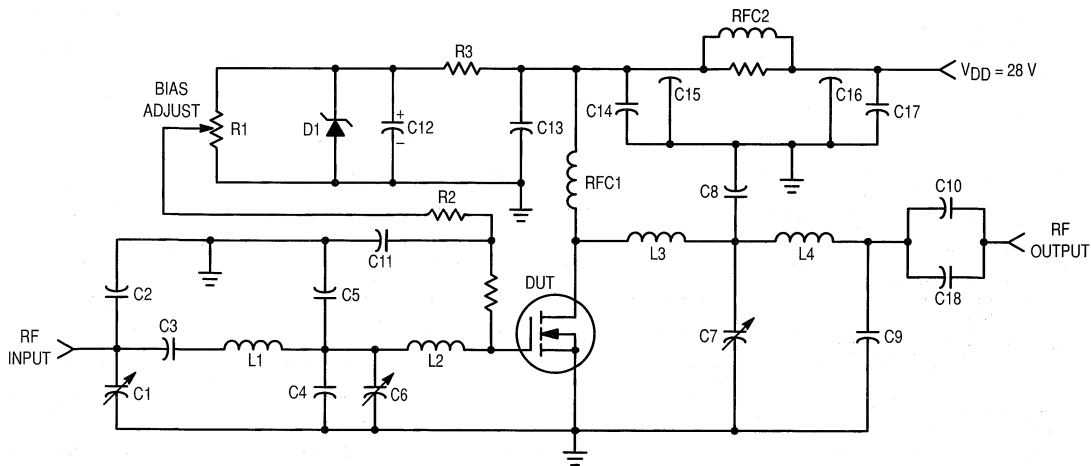 RFC2
R3
V_DD = 28 V
BIAS
ADJUST
R1
D1
+
C12
–
C13
C14
C15
C16
C17
RFC1
R2
C8
C10
C11
L3
L4
RF
OUTPUT
C2
C5
DUT
C18
RF
INPUT
C3
L1
L2
C7
C9
C1
C4
C6